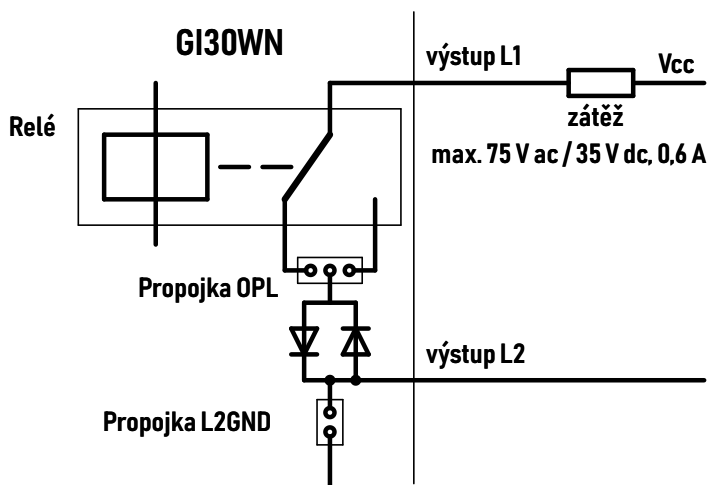 GI30WN
výstup L1
Vcc
Relé
zátěž
max. 75 V ac / 35 V dc, 0,6 A
Propojka OPL
výstup L2
Propojka L2GND